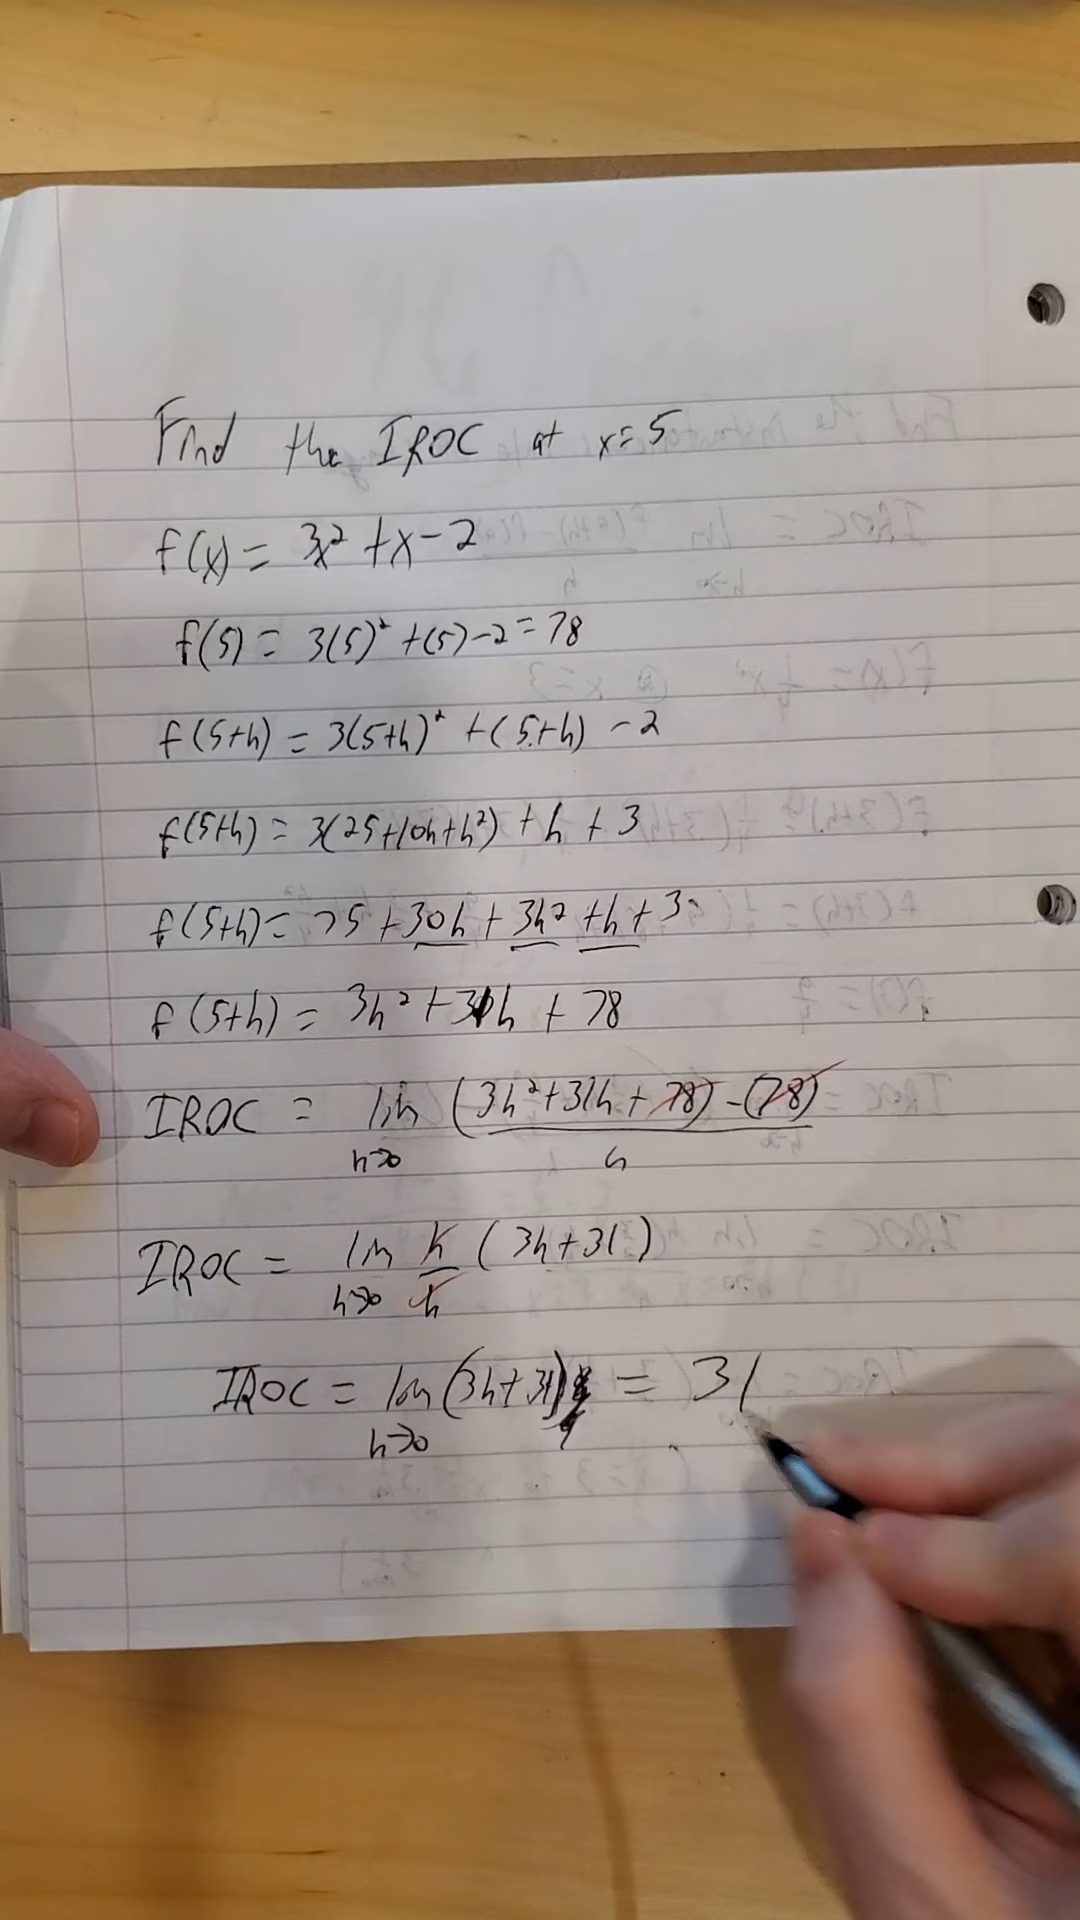 Find the IROC at x=5
f(x) = 3x² + x - 2
f(5) = 3(5)² + (5) - 2 = 78
f(5+h) = 3(5+h)² + (5+h) - 2
f(5+h) = 3(25+10h+h²) + h + 3
f(5+h) = 75 + 30h + 3h² + h + 3
f(5+h) = 3h² + 31h + 78
IROC = lim (3h²+31h+78) - (78)
h→0 h
IROC = lim h (3h+31)
h→0 h
IROC = lim (3h+31) = 31
h→0